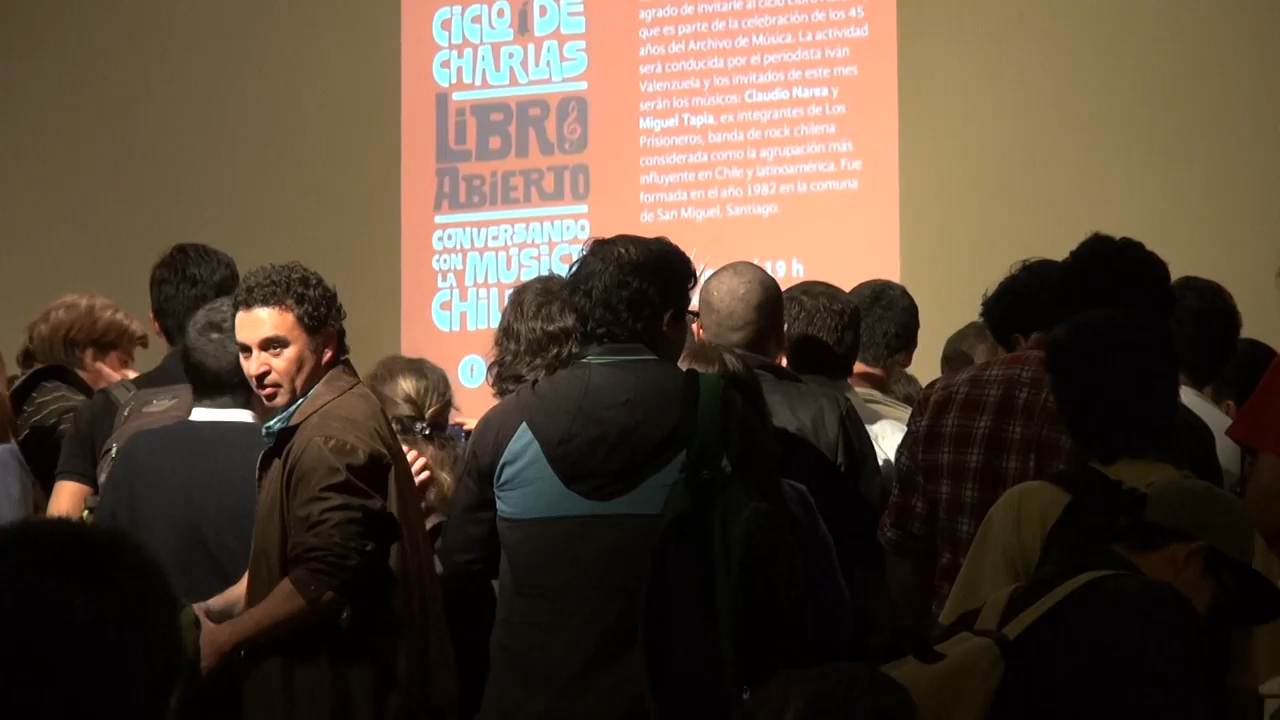 CICLO DE
CHARLAS
LIBRO
ABIERTO
CONVERSANDO
CON
LA MÚSICA
agrado de invitarle al ciclo
que es parte de la celebración de los 45
años del Archivo de Música. La actividad
será conducida por el periodista Iván
Valenzuela y los invitados de este mes
serán los músicos: Claudio Narea y
Miguel Tapia, ex integrantes de Los
Prisioneros, banda de rock chilena
considerada como la agrupación más
influyente en Chile y latinoamérica. Fue
formada en el año 1982 en la comuna
de San Miguel, Santiago.
19 h
f